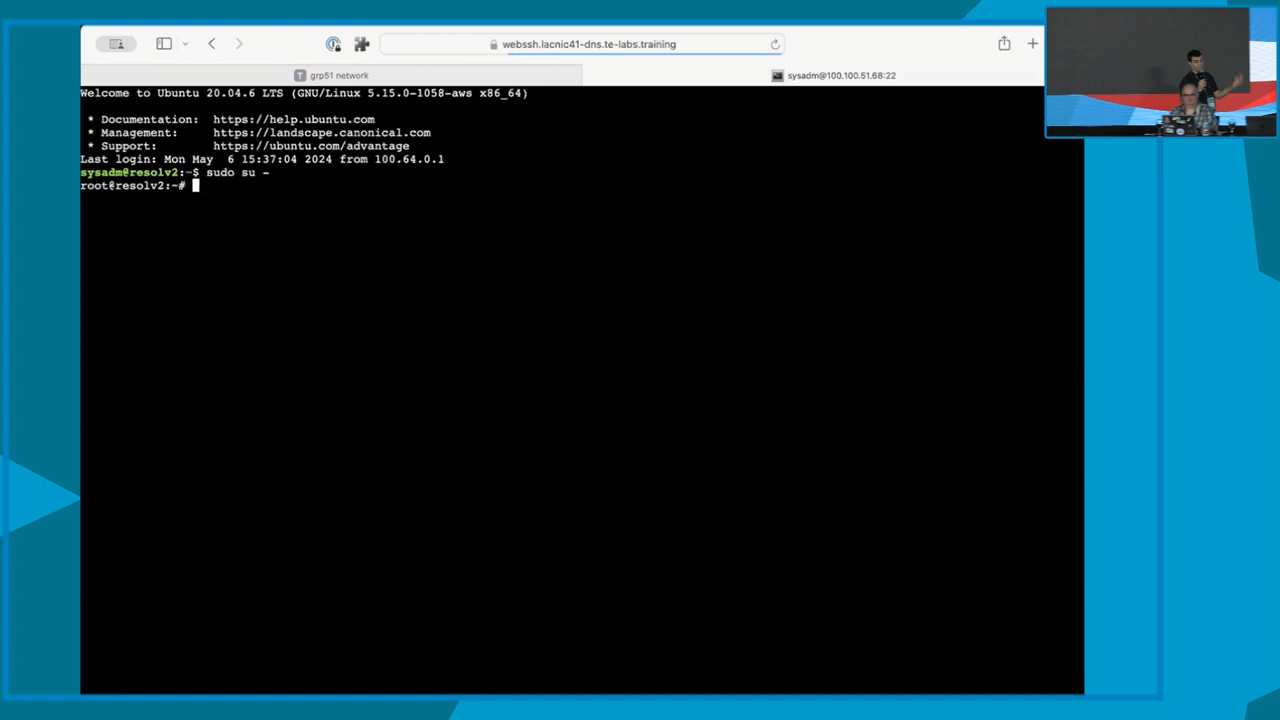 webssh.lacnic41-dns.te-labs.training
T grp51 network
sysadm@100.100.51.68:22
Welcome to Ubuntu 20.04.6 LTS (GNU/Linux 5.15.0-1058-aws x86_64)
* Documentation: https://help.ubuntu.com
* Management: https://landscape.canonical.com
* Support: https://ubuntu.com/advantage
Last login: Mon May 6 15:37:04 2024 from 100.64.0.1
sysadm@resolv2:~$ sudo su -
root@resolv2:~#